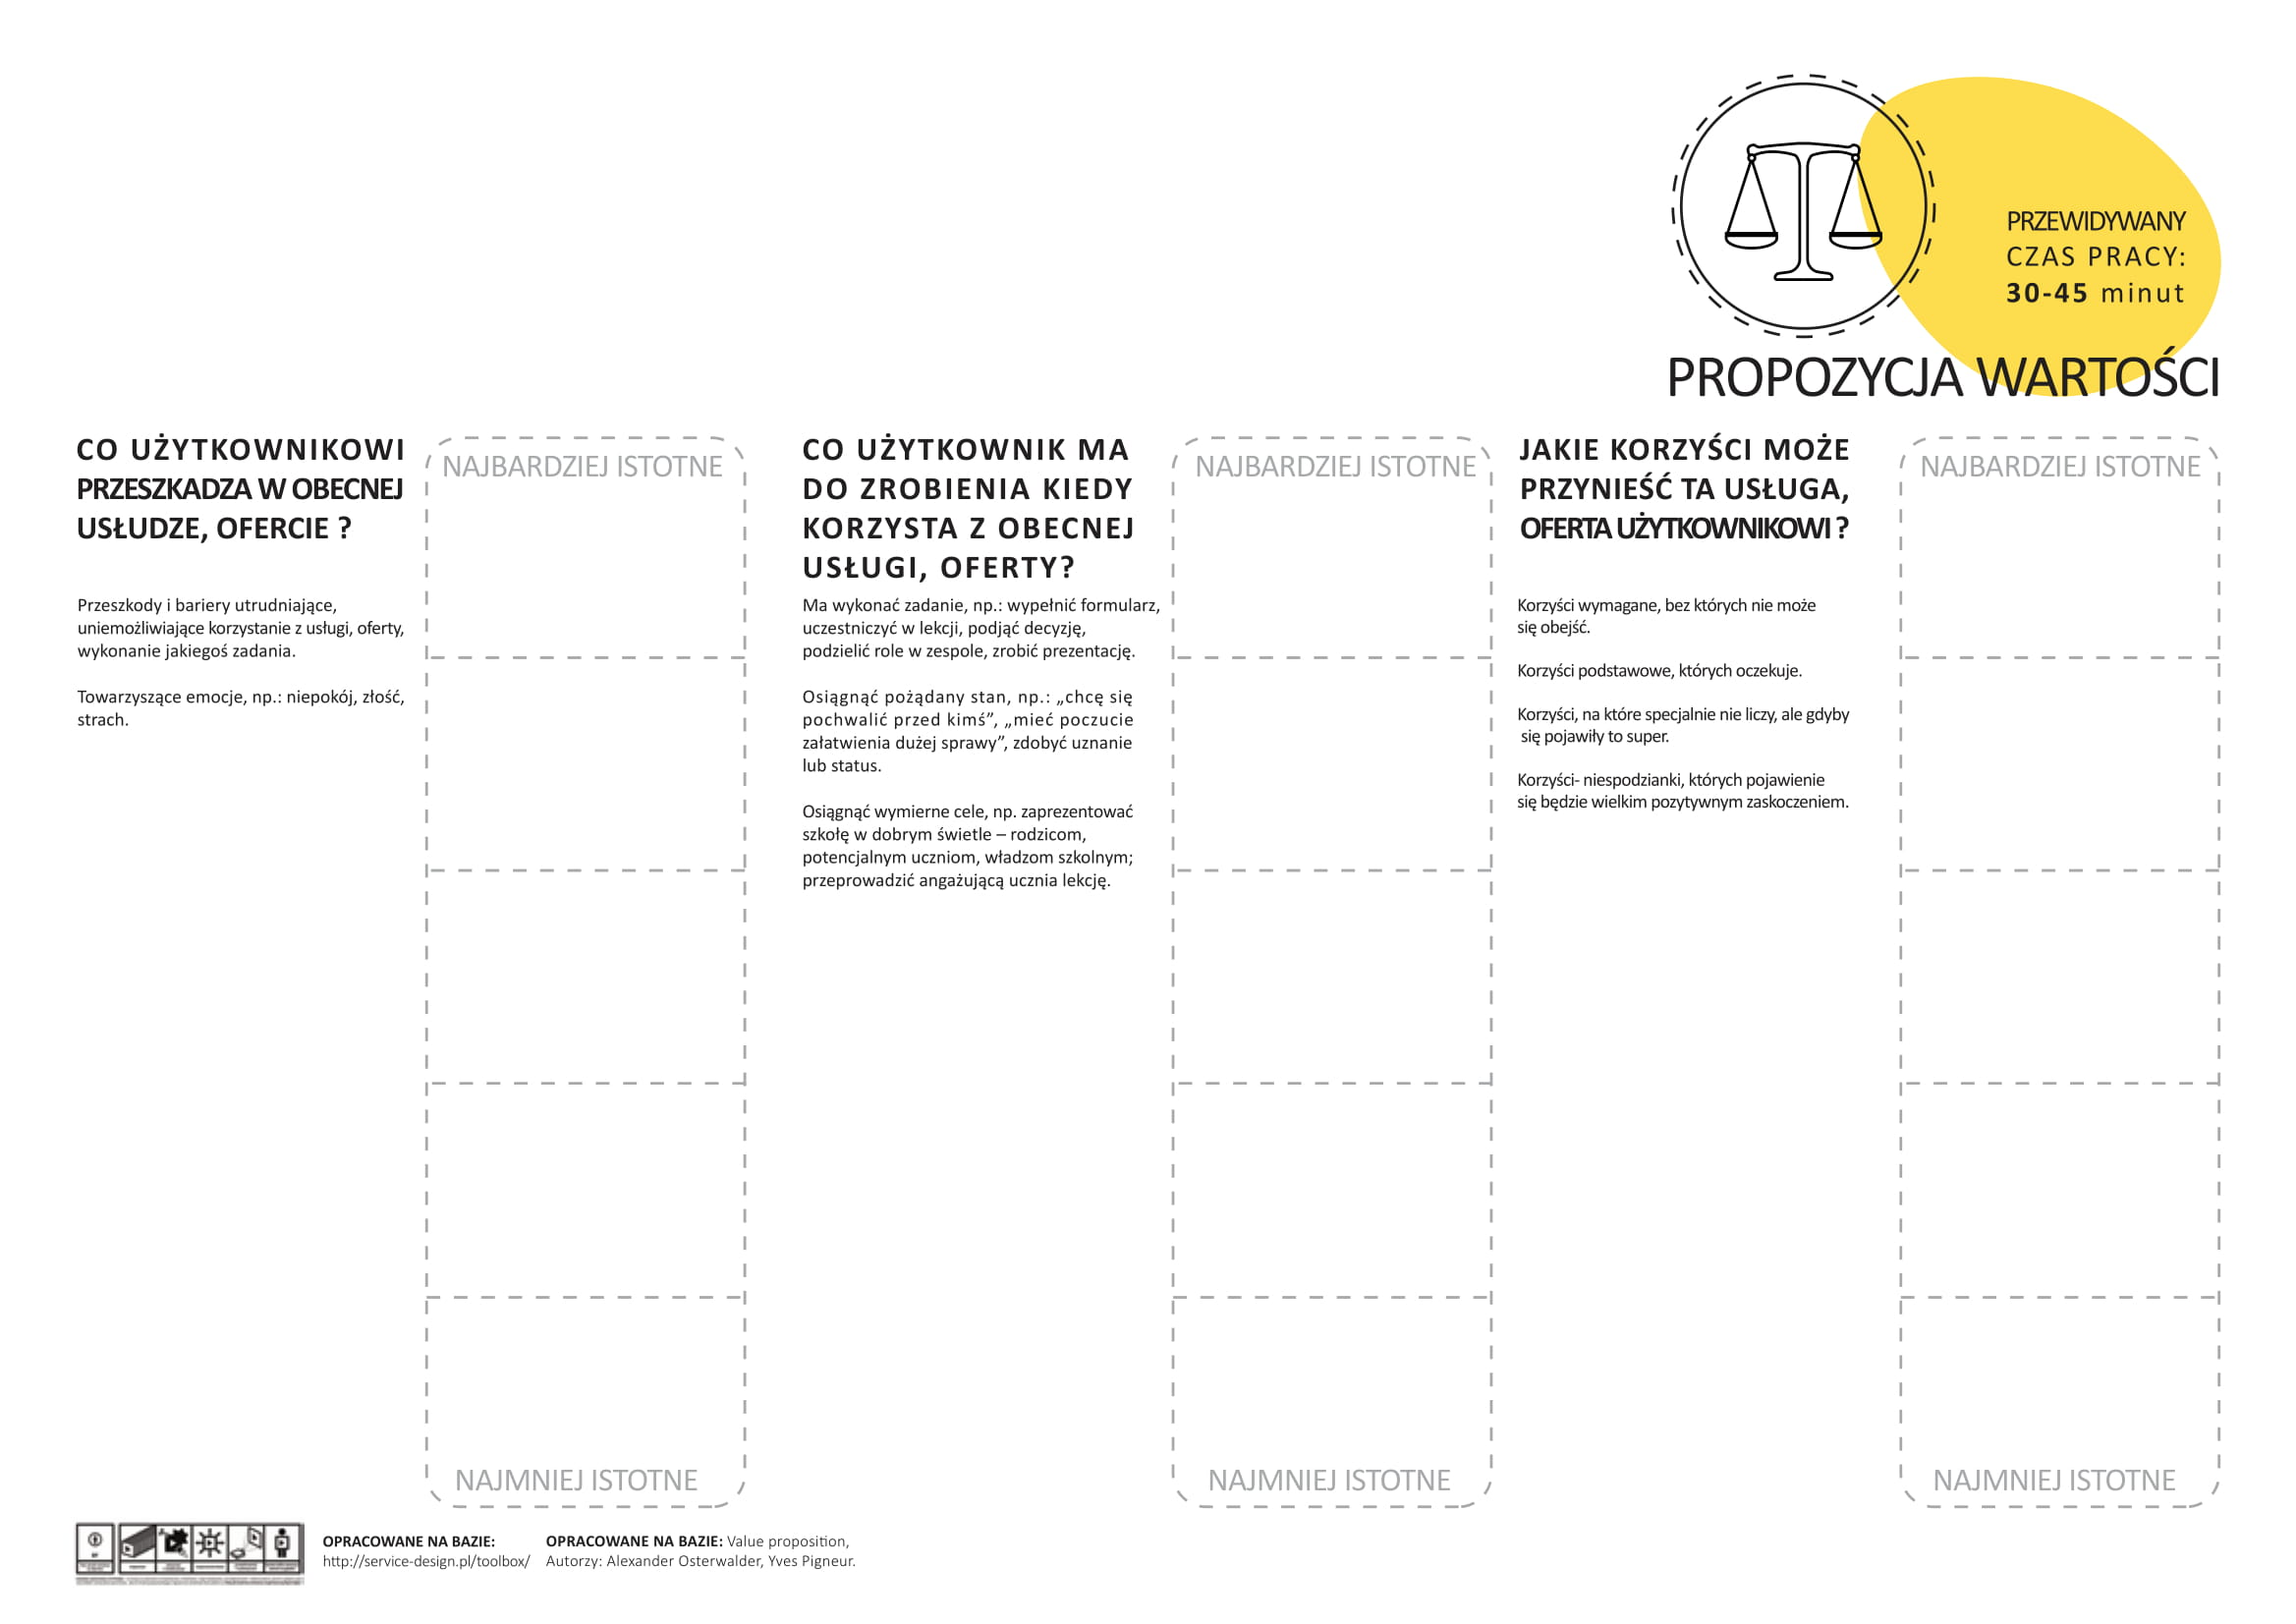 PRZEWIDYWANY
CZAS PRACY:
30-45 minut
PROPOZYCJA WARTOŚCI
CO UŻYTKOWNIKOWI
PRZESZKADZA W OBECNEJ
USŁUDZE, OFERCIE ?
Przeszkody i bariery utrudniające,
uniemożliwiające korzystanie z usługi, oferty,
wykonanie jakiegoś zadania.
Towarzyszące emocje, np.: niepokój, złość,
strach.
NAJBARDZIEJ ISTOTNE
NAJMNIEJ ISTOTNE
CO UŻYTKOWNIK MA
DO ZROBIENIA KIEDY
KORZYSTA Z OBECNEJ
USŁUGI, OFERTY?
Ma wykonać zadanie, np.: wypełnić formularz,
uczestniczyć w lekcji, podjąć decyzję,
podzielić role w zespole, zrobić prezentację.
Osiągnąć pożądany stan, np.: „chcę się
pochwalić przed kimś”, „mieć poczucie
załatwienia dużej sprawy”, zdobyć uznanie
lub status.
Osiągnąć wymierne cele, np. zaprezentować
szkołę w dobrym świetle – rodzicom,
potencjalnym uczniom, władzom szkolnym;
przeprowadzić angażującą ucznia lekcję.
NAJBARDZIEJ ISTOTNE
NAJMNIEJ ISTOTNE
JAKIE KORZYŚCI MOŻE
PRZYNIEŚĆ TA USŁUGA,
OFERTA UŻYTKOWNIKOWI ?
Korzyści wymagane, bez których nie może
się obejść.
Korzyści podstawowe, których oczekuje.
Korzyści, na które specjalnie nie liczy, ale gdyby
się pojawiły to super.
Korzyści- niespodzianki, których pojawienie
się będzie wielkim pozytywnym zaskoczeniem.
NAJBARDZIEJ ISTOTNE
NAJMNIEJ ISTOTNE
OPRACOWANE NA BAZIE:
http://service-design.pl/toolbox/
OPRACOWANE NA BAZIE: Value proposition,
Autorzy: Alexander Osterwalder, Yves Pigneur.